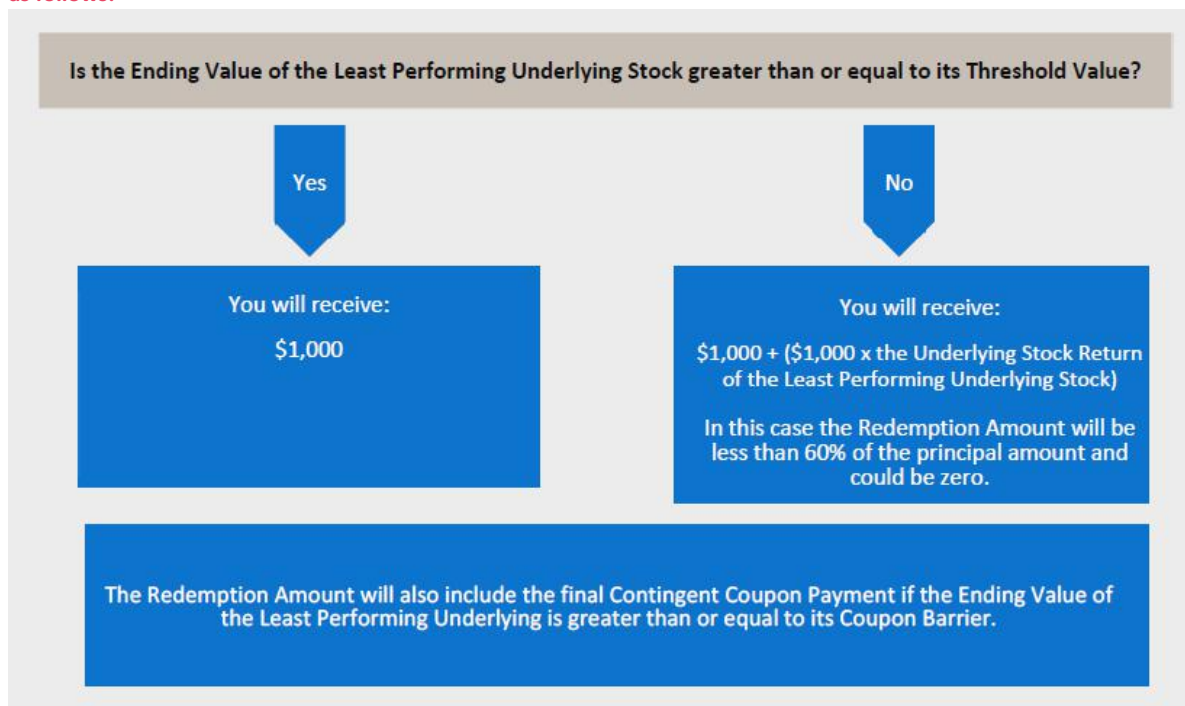 as follows:
Is the Ending Value of the Least Performing Underlying Stock greater than or equal to its Threshold Value?
Yes
No
You will receive:
$1,000
You will receive:
$1,000 + ($1,000 x the Underlying Stock Return
of the Least Performing Underlying Stock)
In this case the Redemption Amount will be
less than 60% of the principal amount and
could be zero.
The Redemption Amount will also include the final Contingent Coupon Payment if the Ending Value of
the Least Performing Underlying is greater than or equal to its Coupon Barrier.